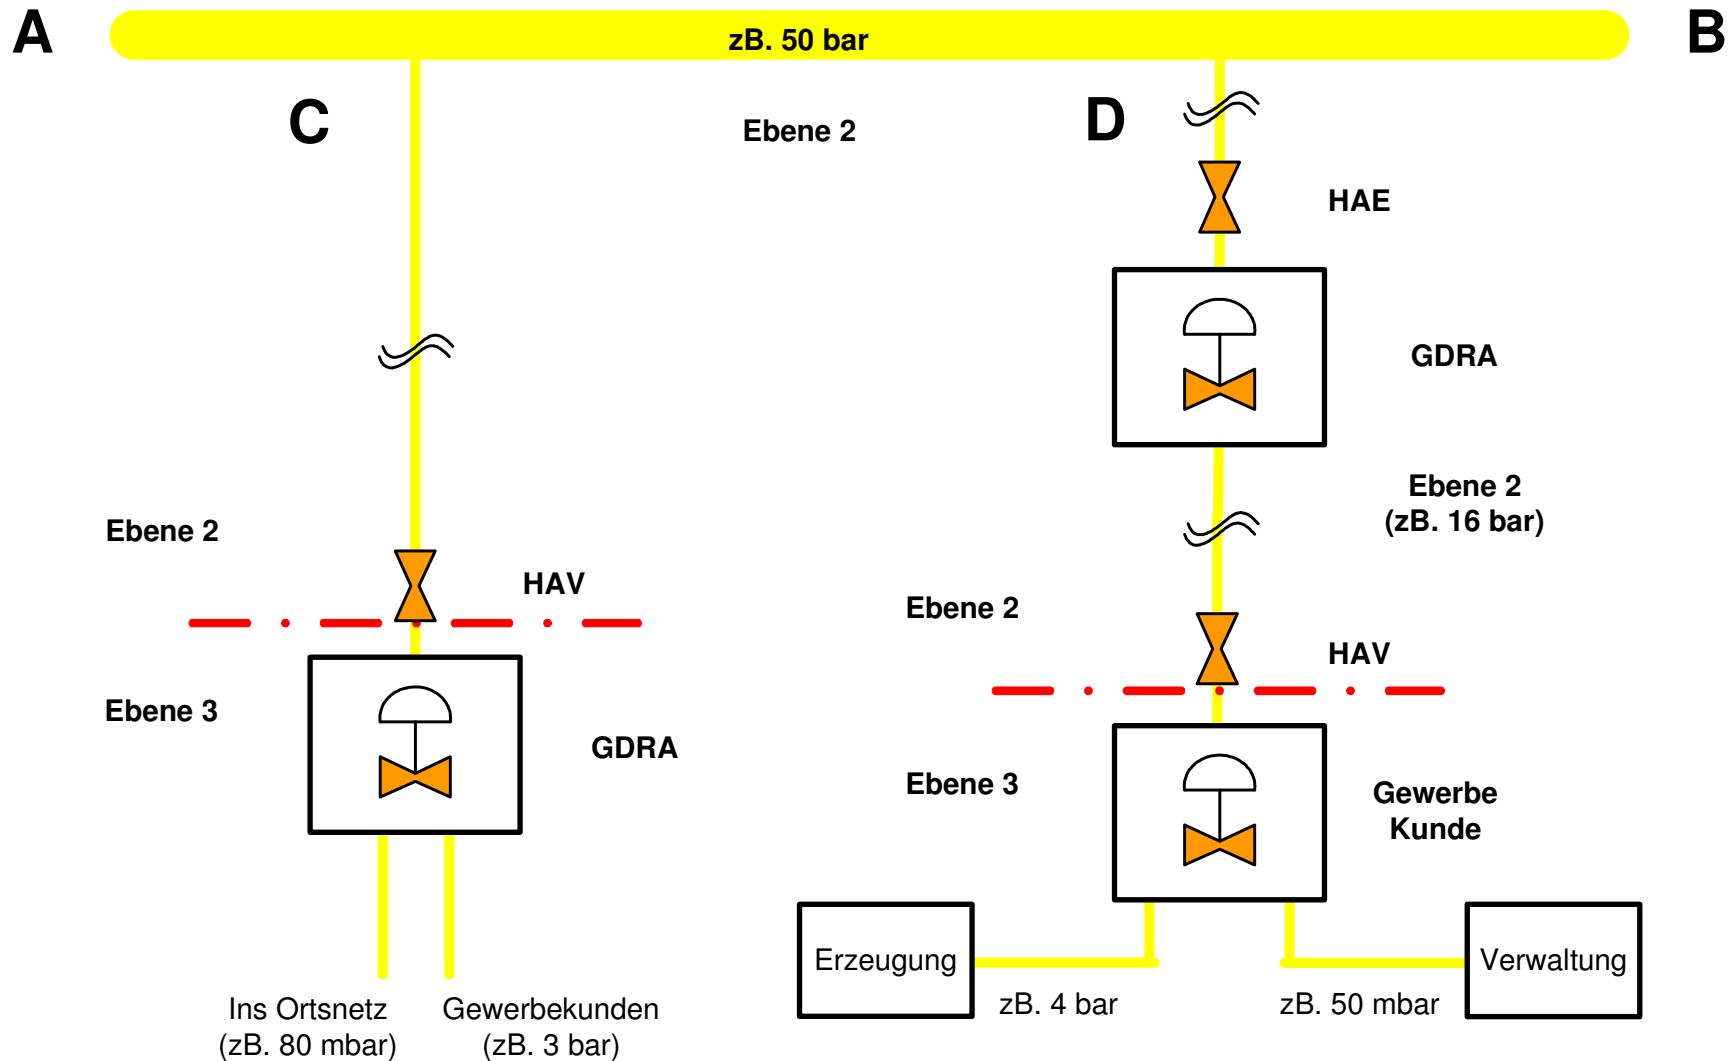 A
zB. 50 bar
B
C
Ebene 2
D
HAE
GDRA
Ebene 2
(zB. 16 bar)
Ebene 2
HAV
Ebene 2
HAV
Ebene 3
GDRA
Ebene 3
Gewerbe
Kunde
Erzeugung
Verwaltung
zB. 4 bar
zB. 50 mbar
Ins Ortsnetz
(zB. 80 mbar)
Gewerbekunden
(zB. 3 bar)